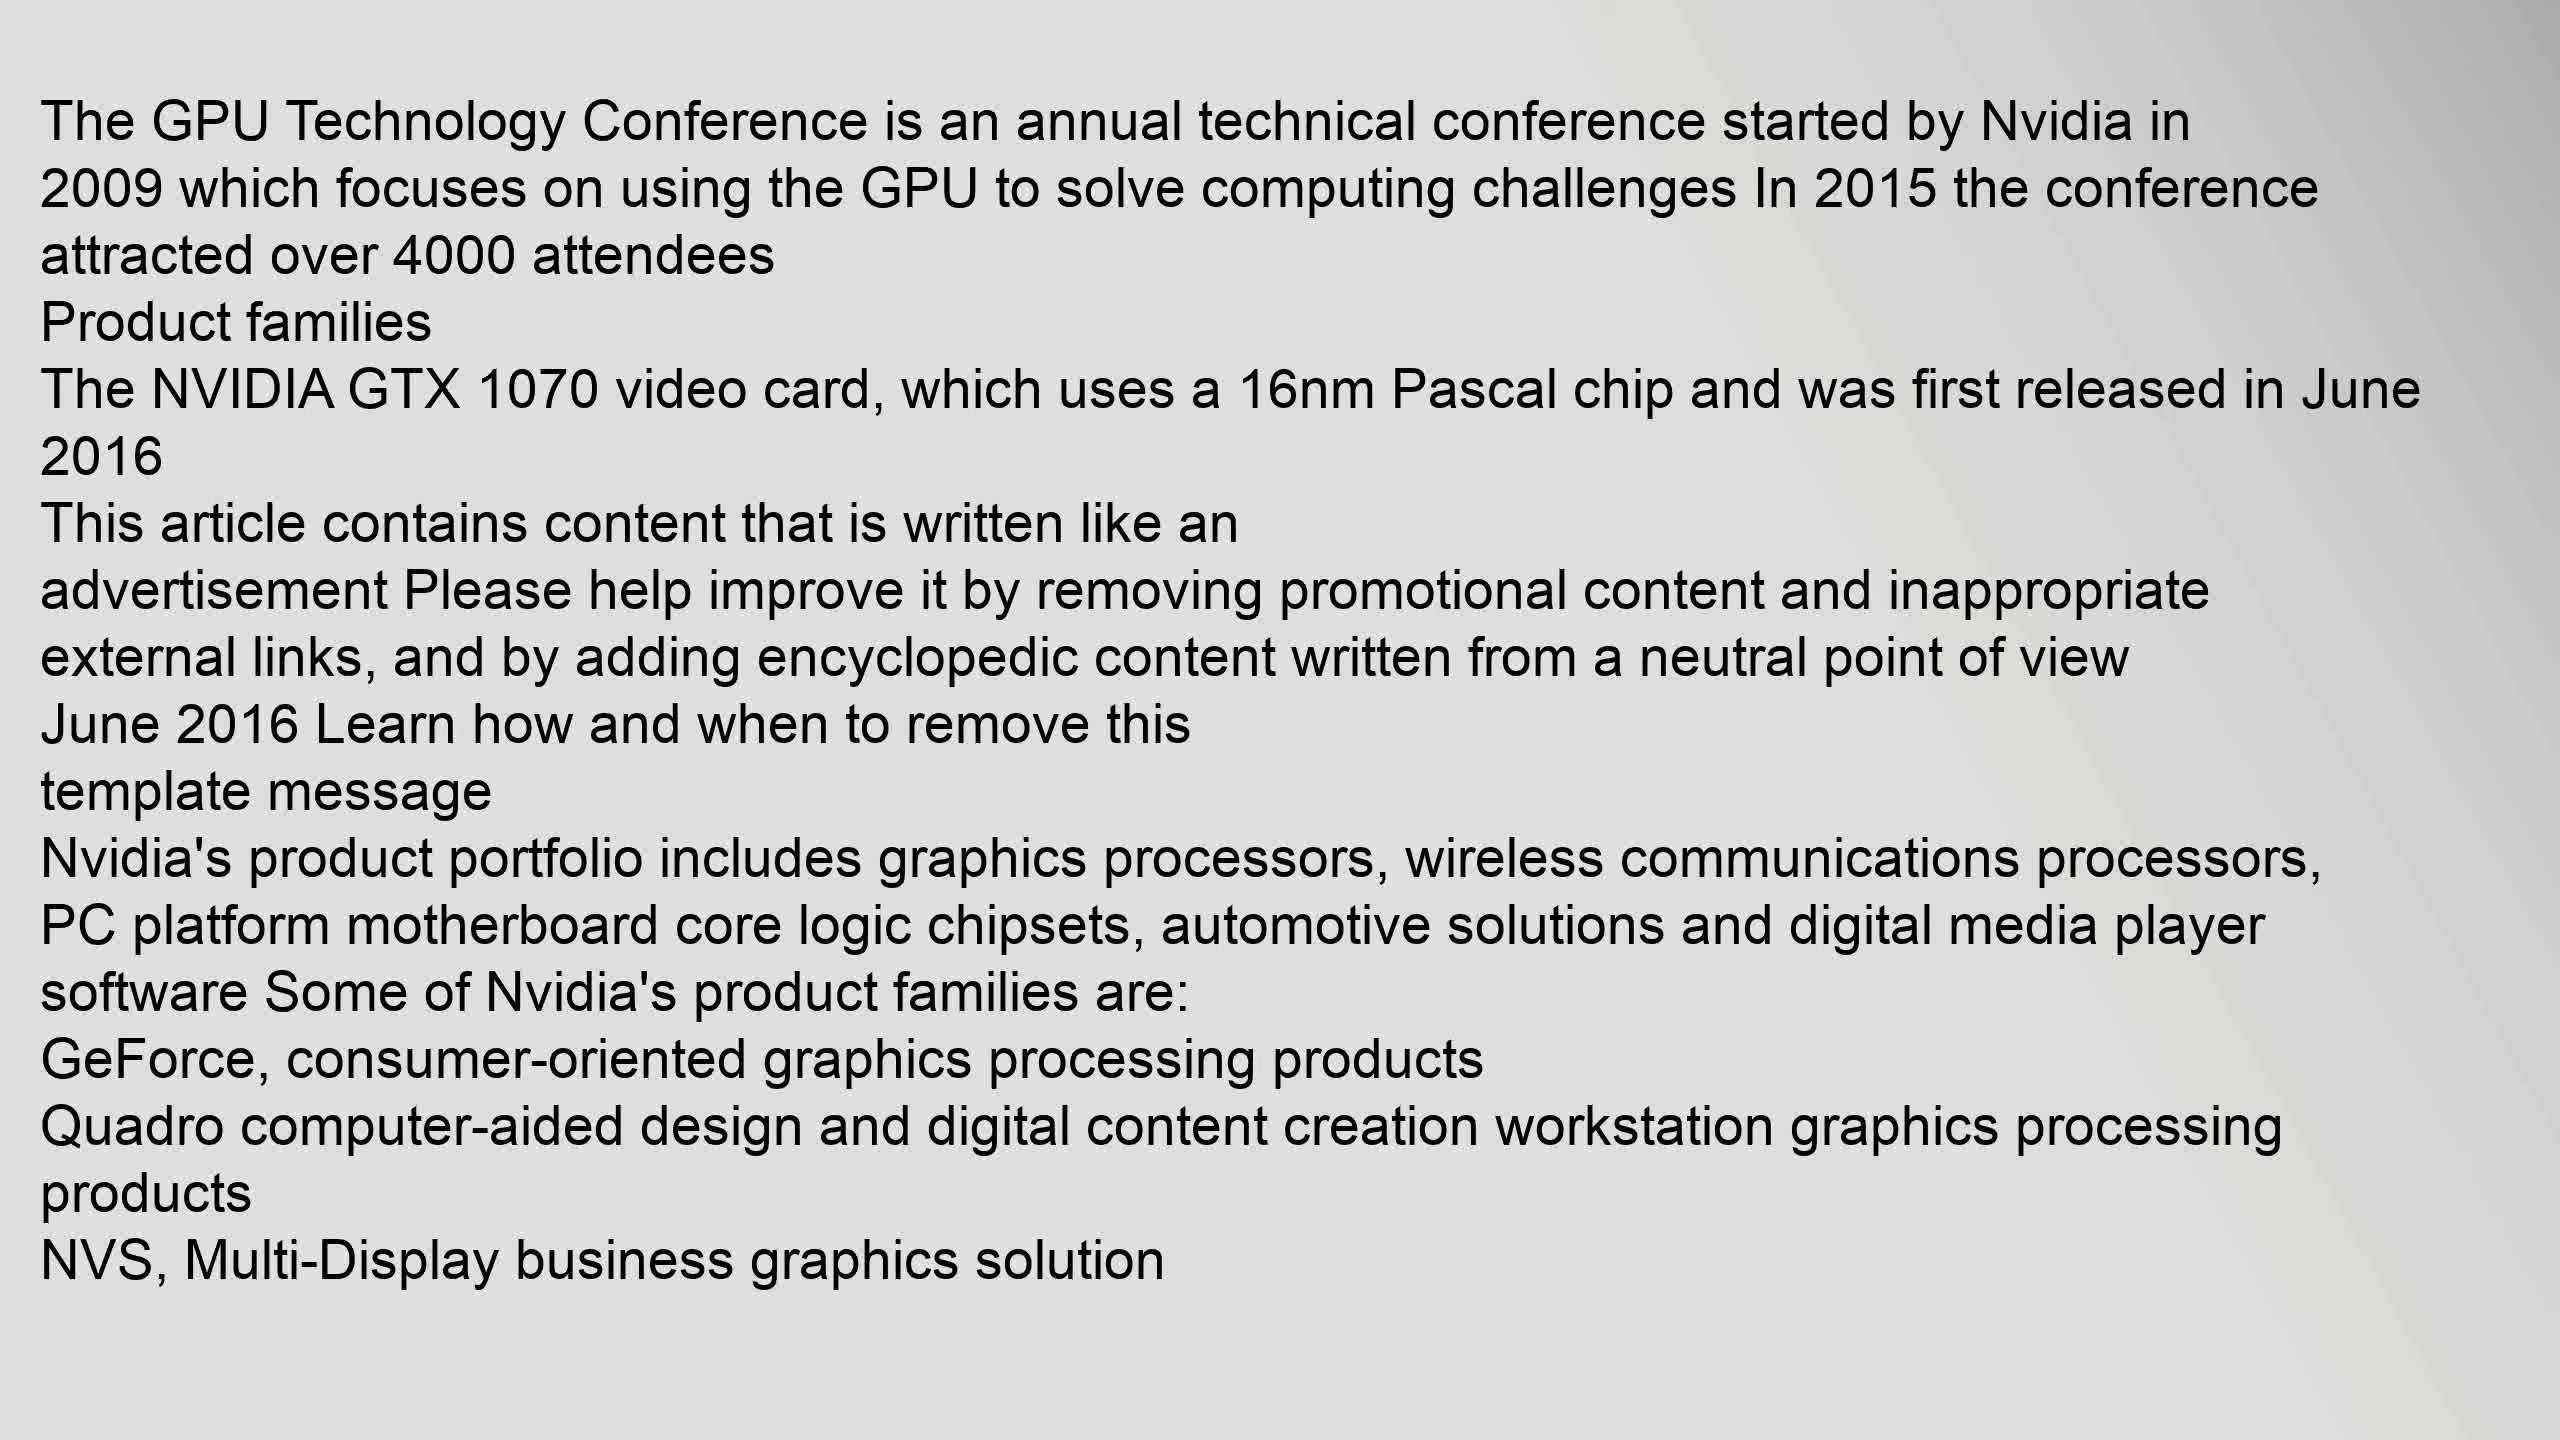 The GPU Technology Conference is an annual technical conference started by Nvidia in
2009 which focuses on using the GPU to solve computing challenges In 2015 the conference
attracted over 4000 attendees
Product families
The NVIDIA GTX 1070 video card, which uses a 16nm Pascal chip and was first released in June
2016
This article contains content that is written like an
advertisement Please help improve it by removing promotional content and inappropriate
external links, and by adding encyclopedic content written from a neutral point of view
June 2016 Learn how and when to remove this
template message
Nvidia's product portfolio includes graphics processors, wireless communications processors,
PC platform motherboard core logic chipsets, automotive solutions and digital media player
software Some of Nvidia's product families are:
GeForce, consumer-oriented graphics processing products
Quadro computer-aided design and digital content creation workstation graphics processing
products
NVS, Multi-Display business graphics solution